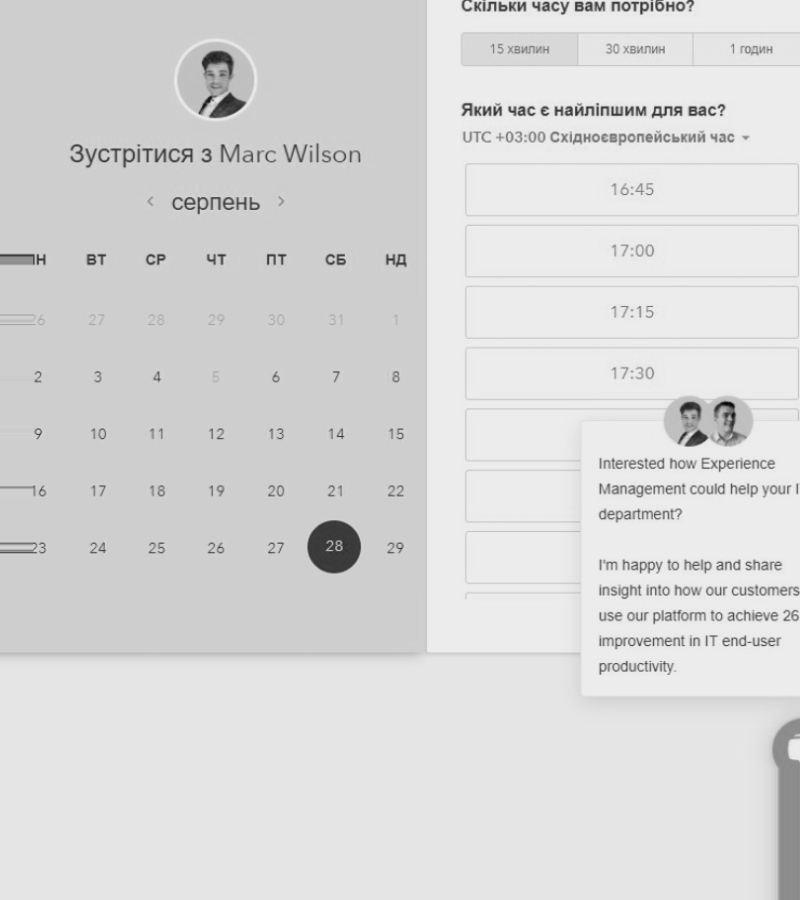 Зустрітися з Marc Wilson
серпень
Н ВТ СР ЧТ ПТ СБ НД
6 27 28 29 30 31 1
2 3 4 5 6 7 8
9 10 11 12 13 14 15
16 17 18 19 20 21 22
23 24 25 26 27 28 29
Скільки часу вам потрібно?
15 хвилин 30 хвилин 1 годин
Який час є найліпшим для вас?
UTC +03:00 Східноєвропейський час
16:45
17:00
17:15
17:30
Interested how Experience
Management could help your I
department?
I'm happy to help and share
insight into how our customers
use our platform to achieve 26
improvement in IT end-user
productivity.